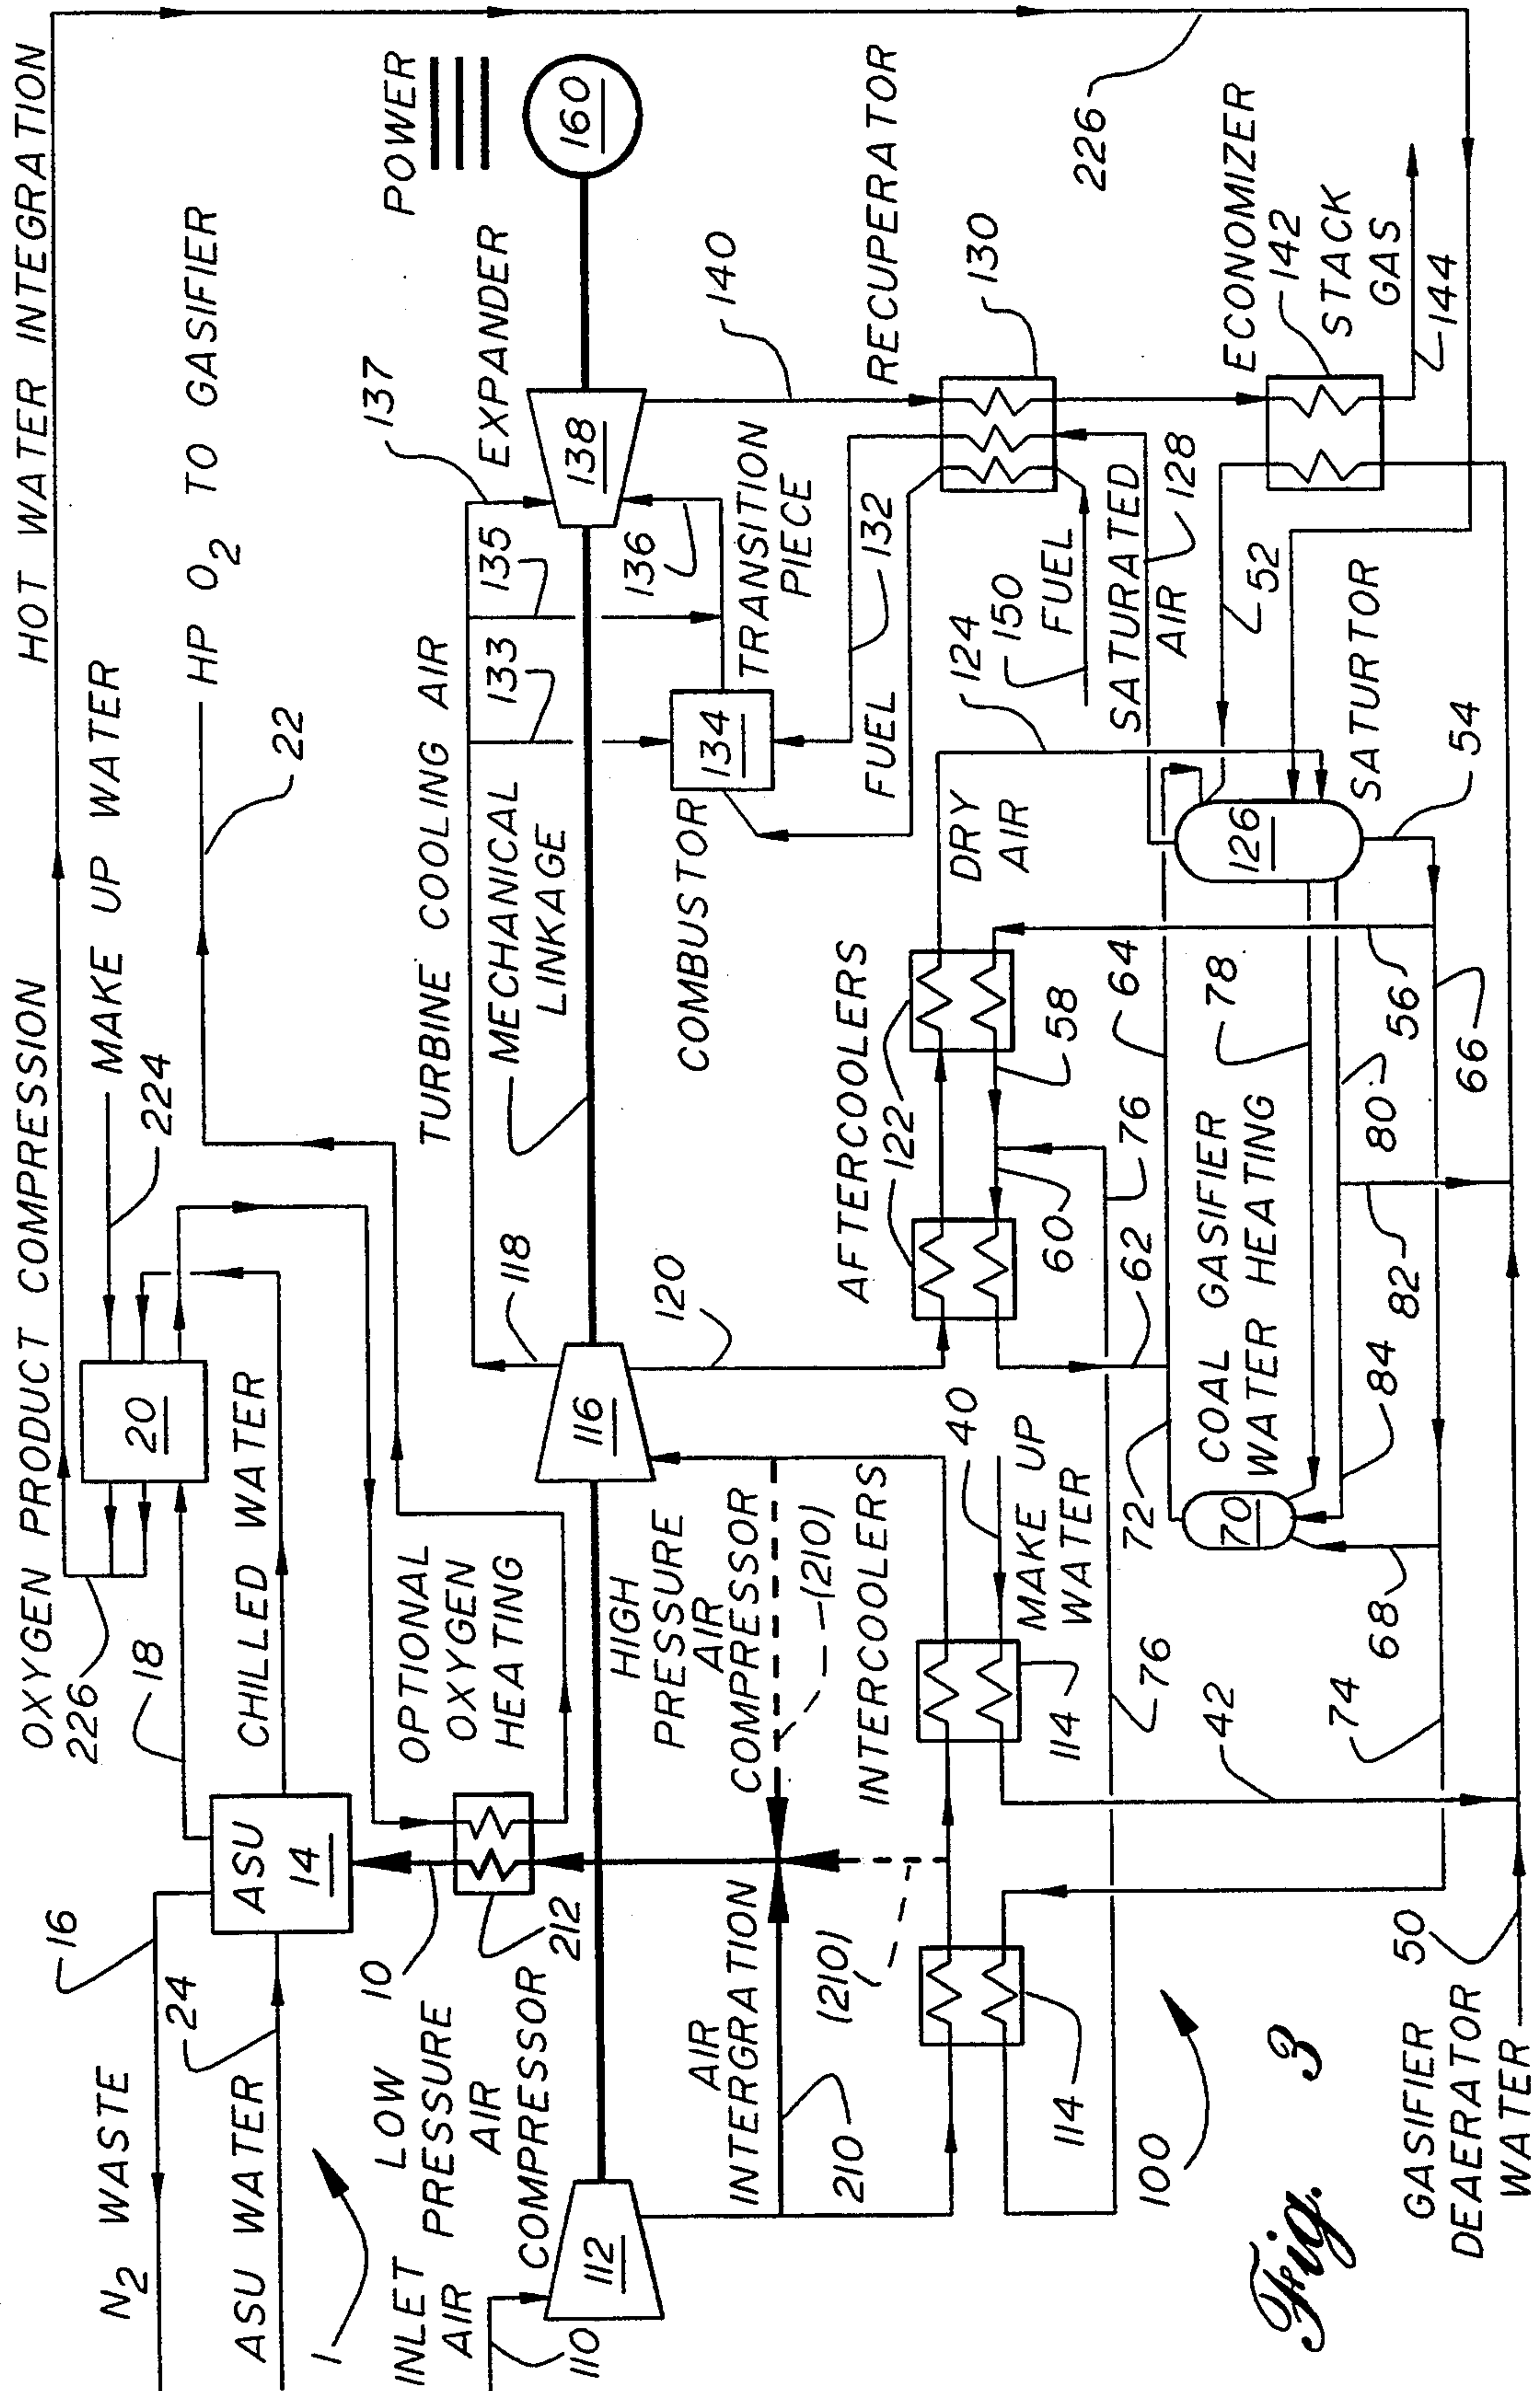 HOT WATER INTEGRATION
OXYGEN PRODUCT COMPRESSION
226
MAKE UP WATER
224
20
18
CHILLED WATER
HP O2 TO GASIFIER
22
16
N2 WASTE
ASU
14
24
ASU WATER
1
10
212
OPTIONAL
OXYGEN
HEATING
INLET
AIR
110
LOW
PRESSURE
AIR
COMPRESSOR
112
TURBINE COOLING AIR
118
133
135
137
MECHANICAL
LINKAGE
EXPANDER
138
POWER
160
HIGH
PRESSURE
AIR
COMPRESSOR
116
120
COMBUSTOR
134
136
TRANSITION
PIECE
140
AIR
INTERGRATION
210
(210)
(210)
INTERCOOLERS
114
114
40
MAKE UP
WATER
42
AFTERCOOLERS
122
58
60
62
76
76
DRY
AIR
124
FUEL
132
150
FUEL
RECUPERATOR
130
SATURATED
AIR
128
226
ECONOMIZER
142
STACK
GAS
144
52
SATURTOR
126
54
56
64
66
78
80
COAL GASIFIER
WATER HEATING
82
84
72
70
68
74
100
GASIFIER
DEAERATOR
WATER
50
Fig. 3